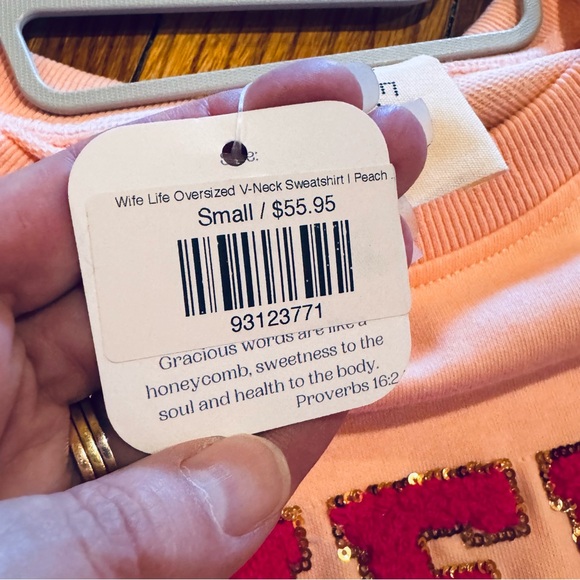 Wife Life Oversized V-Neck Sweatshirt | Peach
Small / $55.95
93123771
Gracious words are like a
honeycomb, sweetness to the
soul and health to the body.
Proverbs 16:2